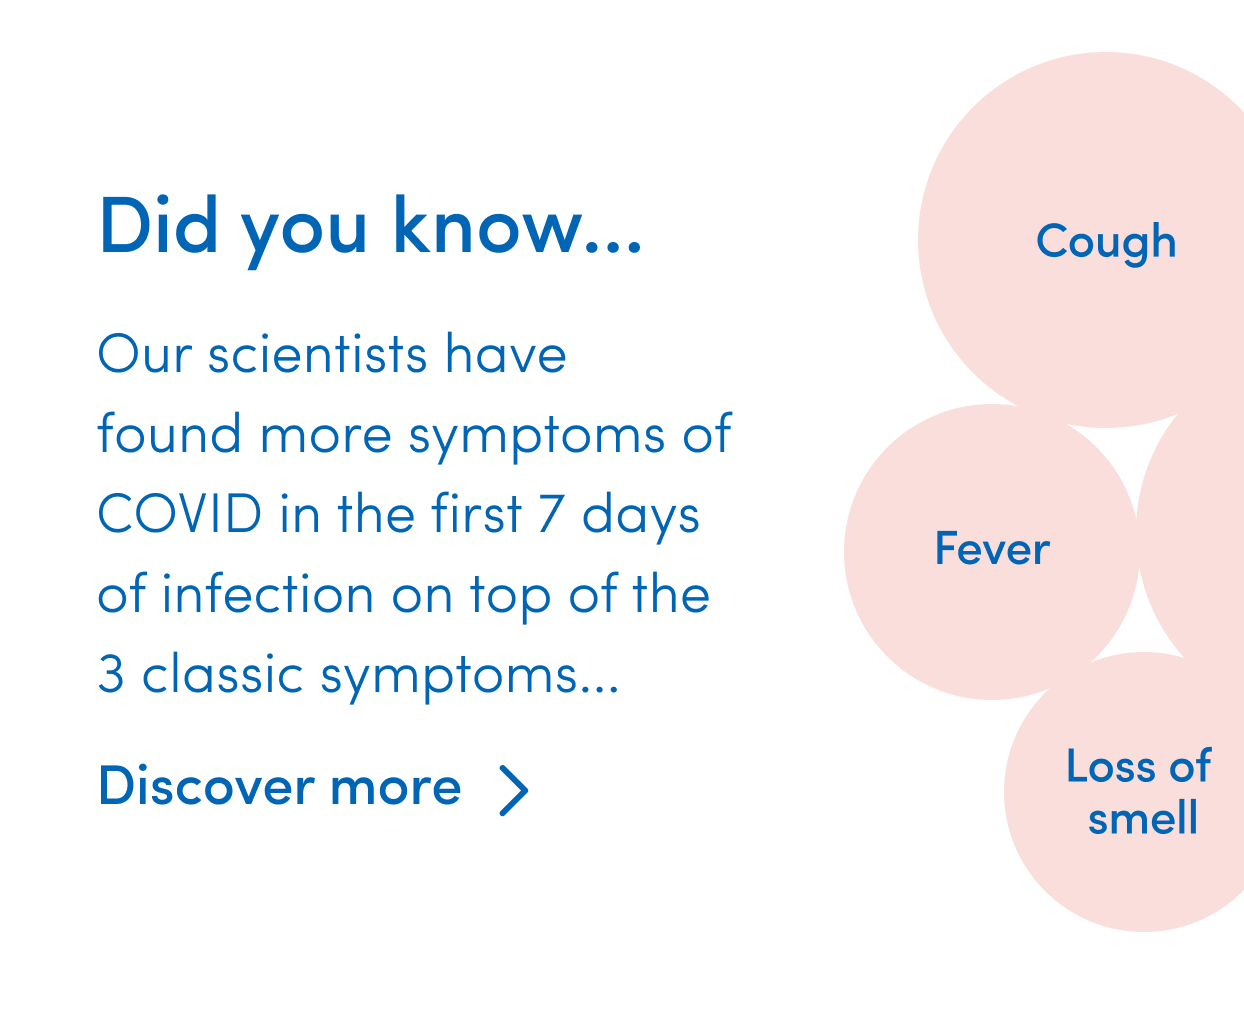 Did you know...
Our scientists have
found more symptoms of
COVID in the first 7 days
of infection on top of the
3 classic symptoms...
Discover more
Cough
Fever
Loss of
smell